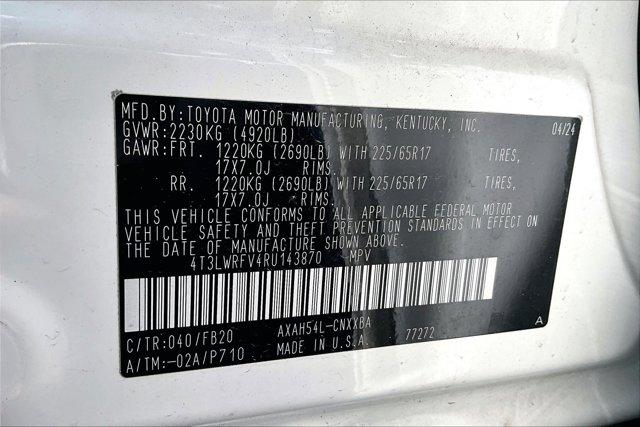 MFD.BY:TOYOTA MOTOR MANUFACTURING, KENTUCKY, INC. 04/24
GVWR:2230KG (4920LB)
GAWR:FRT. 1220KG (2690LB) WITH 225/65R17 TIRES,
17X7.0J RIMS.
RR. 1220KG (2690LB) WITH 225/65R17 TIRES,
17X7.0J RIMS.
THIS VEHICLE CONFORMS TO ALL APPLICABLE FEDERAL MOTOR
VEHICLE SAFETY AND THEFT PREVENTION STANDARDS IN EFFECT ON
THE DATE OF MANUFACTURE SHOWN ABOVE.
4T3LWRFV4RU143870 MPV
C/TR:040/FB20 AXAH54L-CNXXBA
A/TM:-02A/P710 MADE IN U.S.A 77272 A